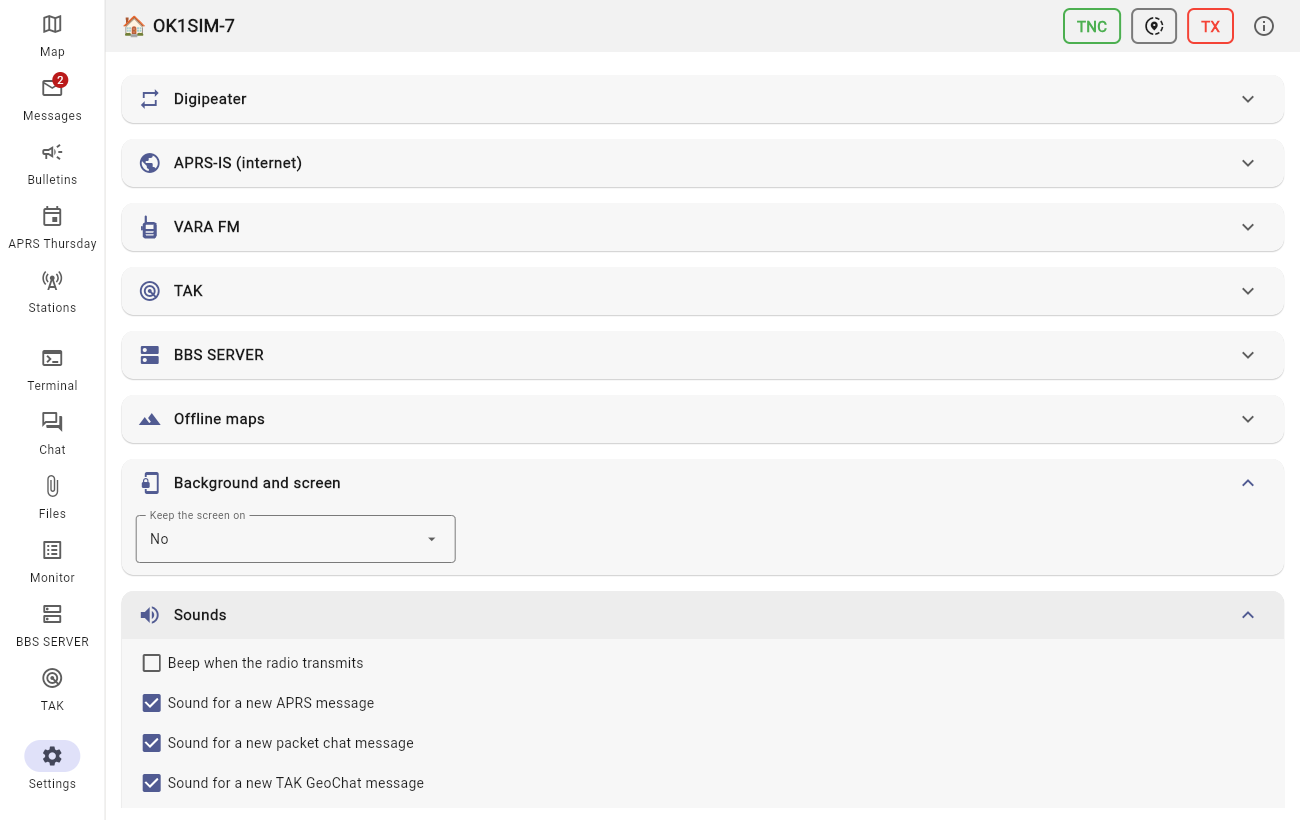 Map
2
Messages
Bulletins
APRS Thursday
Stations
Terminal
Chat
Files
Monitor
BBS SERVER
TAK
Settings
OK1SIM-7
TNC
TX
Digipeater
APRS-IS (internet)
VARA FM
TAK
BBS SERVER
Offline maps
Background and screen
Keep the screen on
No
Sounds
Beep when the radio transmits
Sound for a new APRS message
Sound for a new packet chat message
Sound for a new TAK GeoChat message